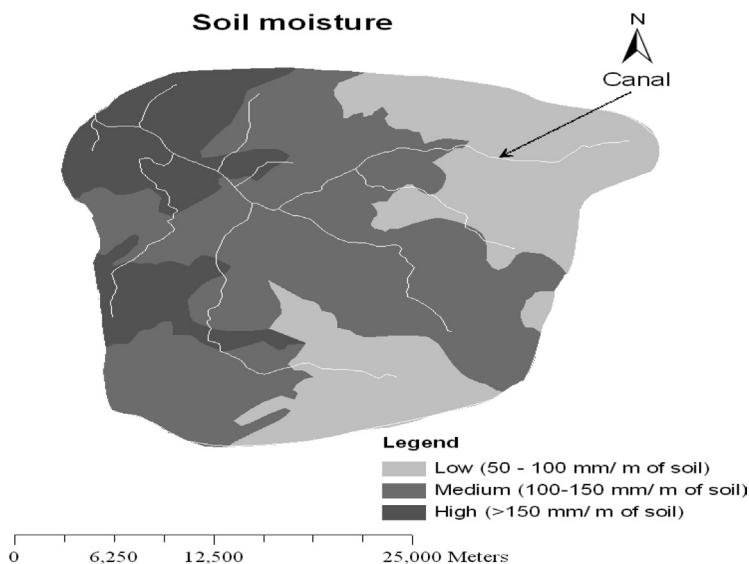 Soil moisture
N
Canal
Legend
Low (50 - 100 mm/ m of soil)
Medium (100-150 mm/ m of soil)
High (>150 mm/ m of soil)
0 6,250 12,500 25,000 Meters